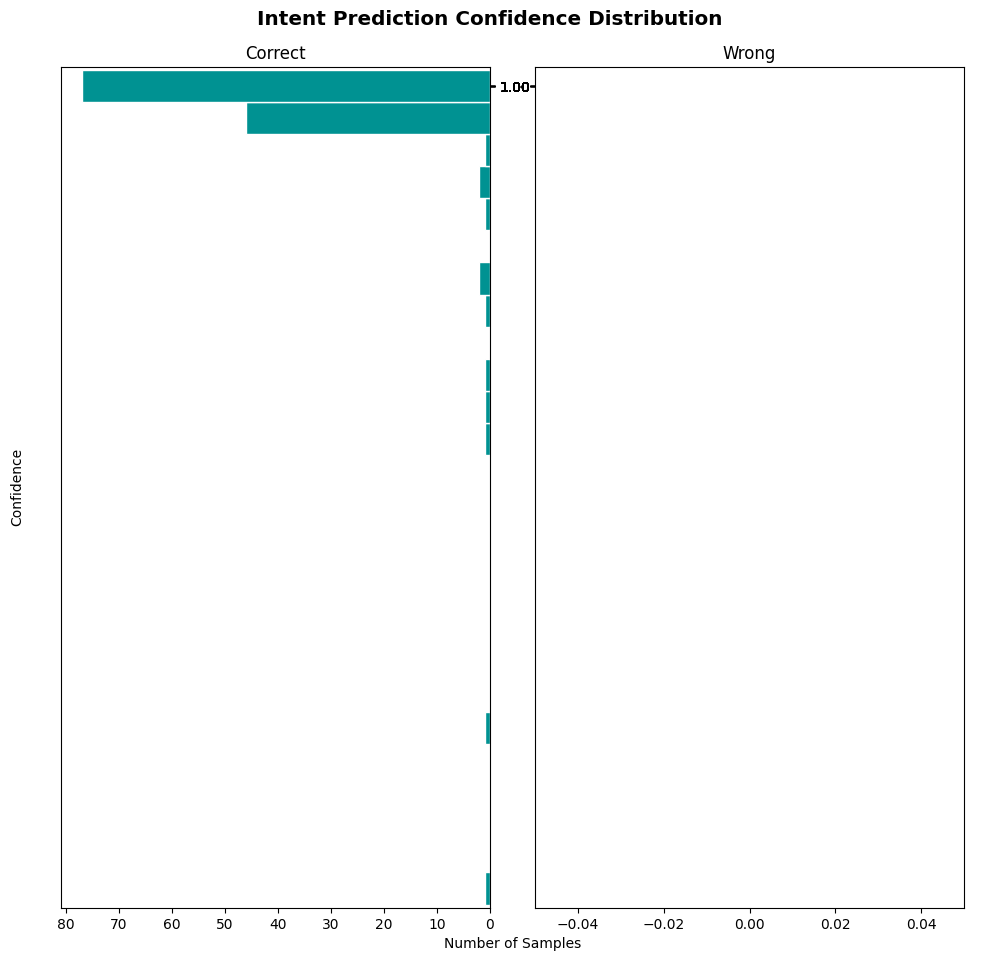 Intent Prediction Confidence Distribution
Correct
Wrong
1.00
Confidence
80 70 60 50 40 30 20 10 0
−0.04 −0.02 0.00 0.02 0.04
Number of Samples